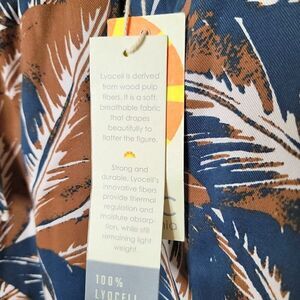 Lyocell is derived
from wood pulp
fibers. It is a soft,
breathable fabric
that drapes
beautifully to
flatter the figure.
Strong and
durable, Lyocell's
innovative fibers
provide thermal
regulation and
moisture absorp
tion, while still
remaining light
weight.
100%
LYOCELL